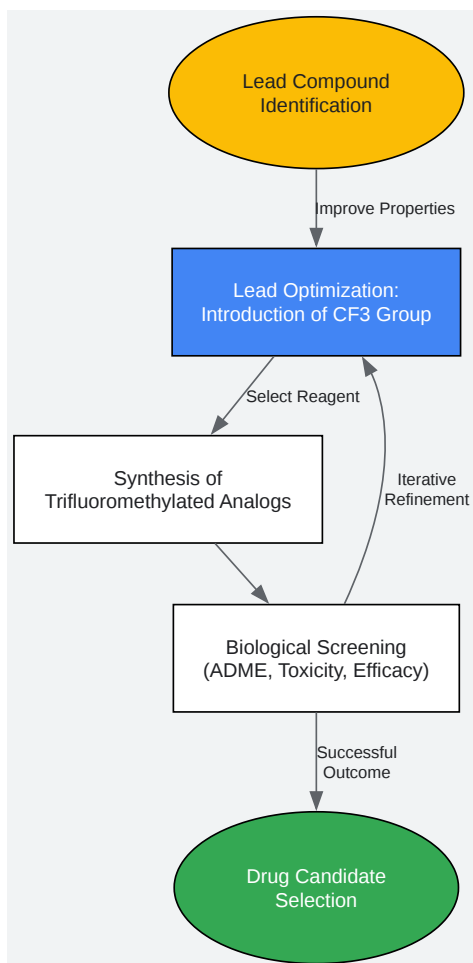 Lead Compound
Identification
Improve Properties
Lead Optimization:
Introduction of CF3 Group
Select Reagent
Synthesis of
Trifluoromethylated Analogs
Iterative
Refinement
Biological Screening
(ADME, Toxicity, Efficacy)
Successful
Outcome
Drug Candidate
Selection